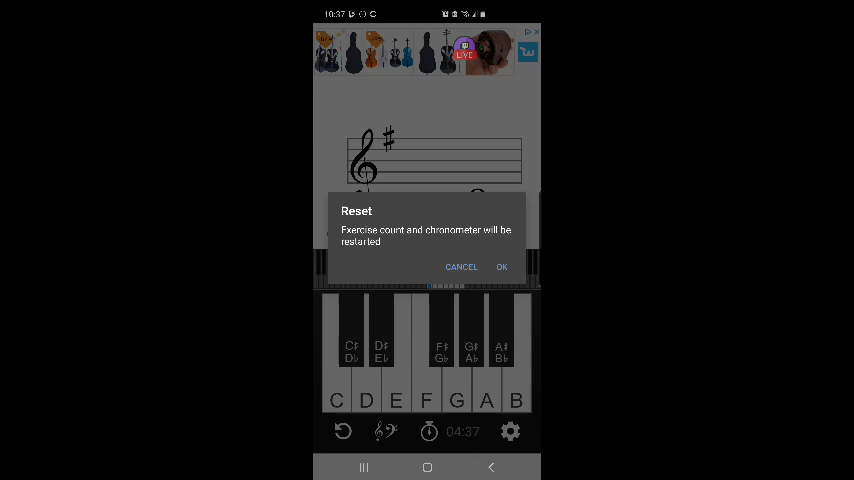 10:37
LIVE
Reset
Exercise count and chronometer will be
restarted
CANCEL OK
C♯ D♯ F♯ G♯ A♯
D♭ E♭ G♭ A♭ B♭
C D E F G A B
04:37